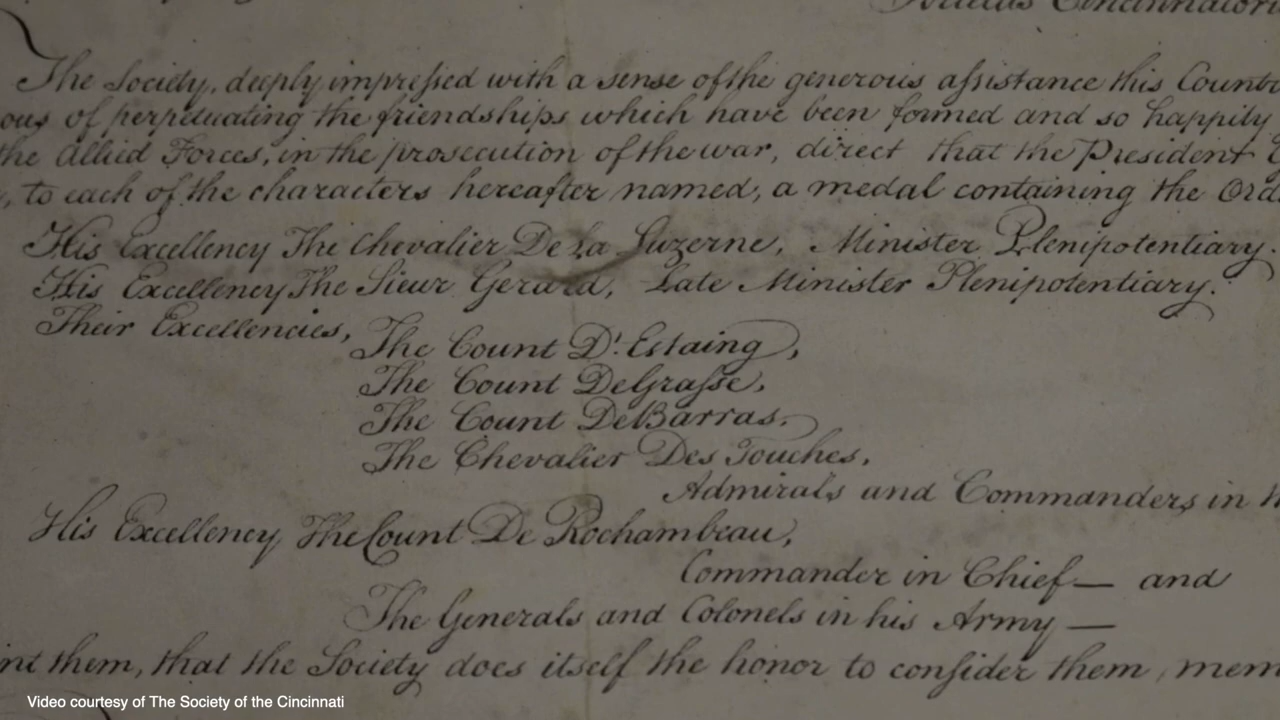 The Society, deeply impressed with a sense of the generous assistance this Countr
ous of perpetuating the friendships which have been formed and so happily
the Allied Forces, in the prosecution of the war, direct that the President
, to each of the characters hereafter named, a medal containing the Ord
His Excellency The Chevalier De La Luzerne, Minister Plenipotentiary.
His Excellency The Sieur Gerard, Late Minister Plenipotentiary.
Their Excellencies,
The Count D'Estaing,
The Count DeGrasse,
The Count DeBarras.
The Chevalier Des Touches,
Admirals and Commanders in
His Excellency The Count De Rochambeau,
Commander in Chief — and
The Generals and Colonels in his Army —
nt them, that the Society does itself the honor to consider them, mem
Video courtesy of The Society of the Cincinnati